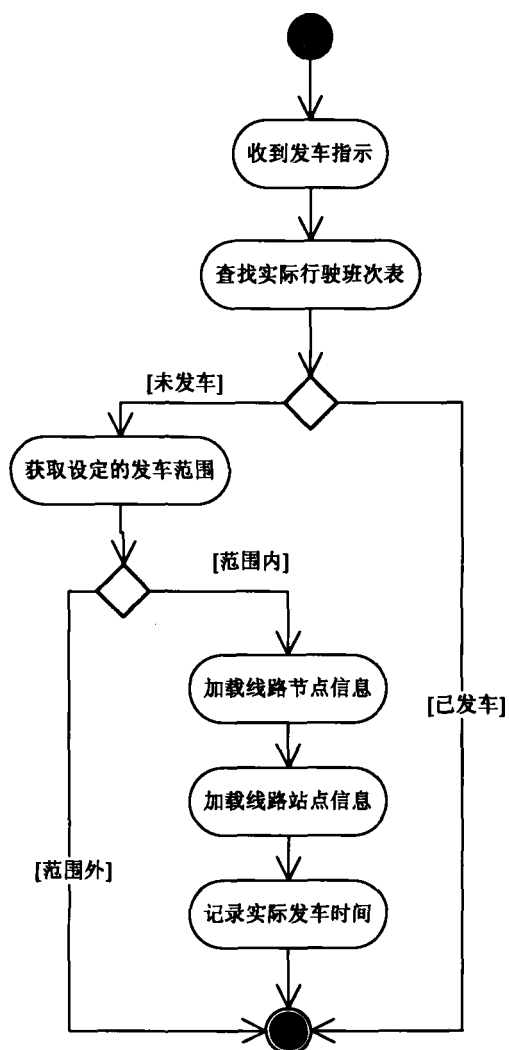 收到发车指示
查找实际行驶班次表
[未发车]
获取设定的发车范围
[范围内]
加载线路节点信息
[已发车]
加载线路站点信息
[范围外]
记录实际发车时间